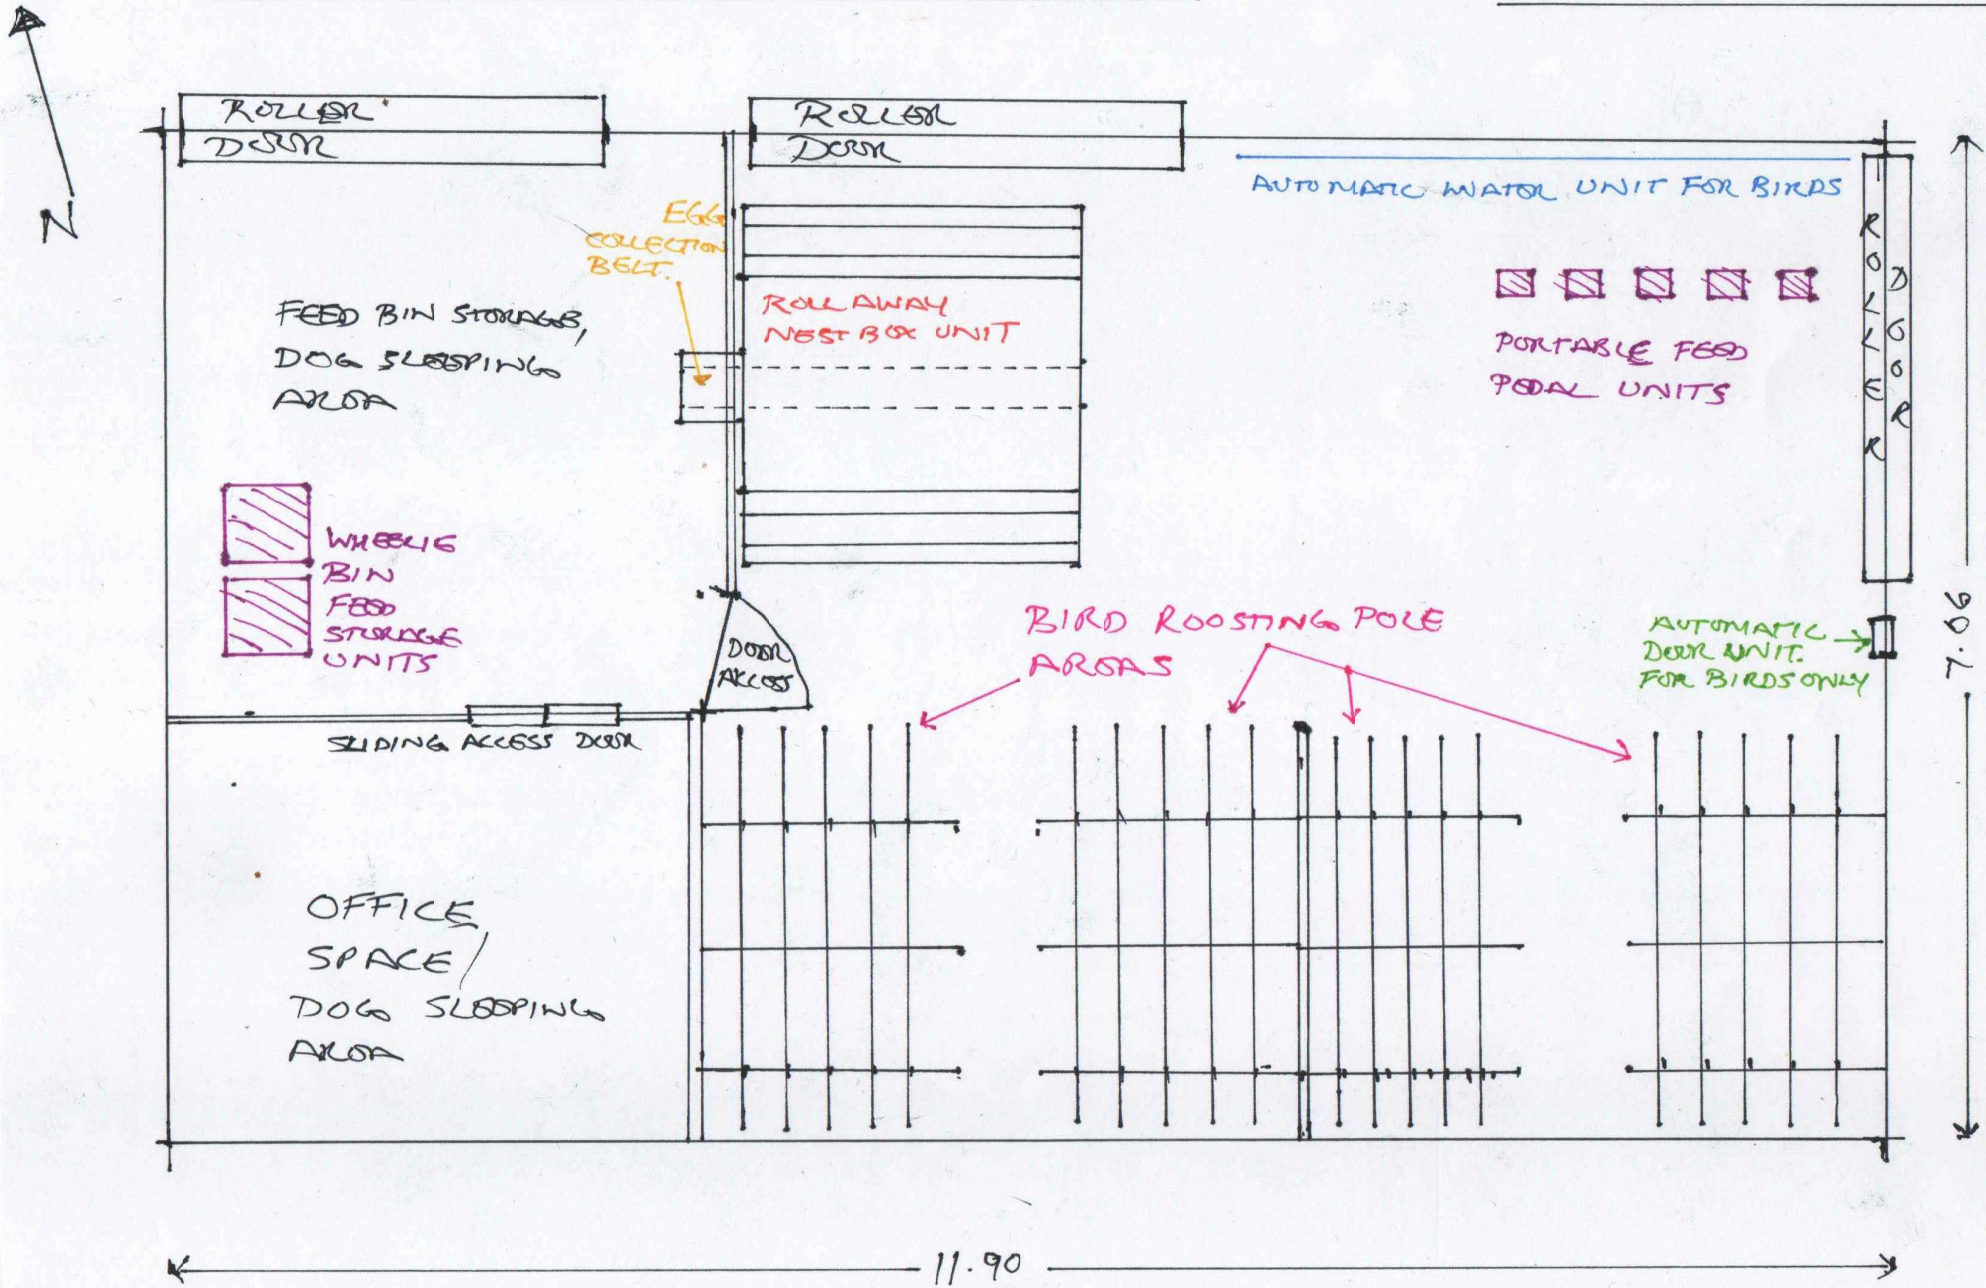 ROLLER
DOOR
ROLLER
DOOR
N
AUTOMATIC WATER UNIT FOR BIRDS
EGG
COLLECTION
BELT.
ROLL AWAY
NEST BOX UNIT
FEED BIN STORAGE,
DOG SLEEPING
AREA
ROLLER
DOOR
PORTABLE FEED
PEDAL UNITS
WHEELIE
BIN
FEED
STORAGE
UNITS
DOOR
ACCESS
BIRD ROOSTING POLE
AREAS
AUTOMATIC
DOOR UNIT.
FOR BIRDS ONLY
7.06
SLIDING ACCESS DOOR
OFFICE
SPACE/
DOG SLEEPING
AREA
11.90